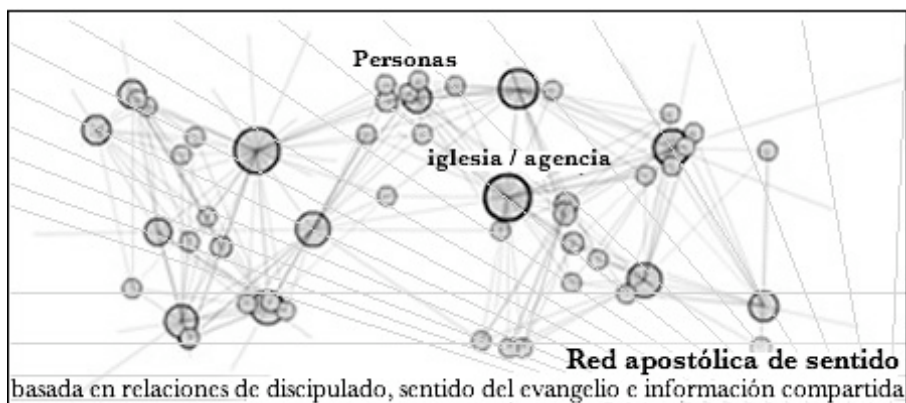 Personas
iglesia / agencia
Red apostólica de sentido
basada en relaciones de discipulado, sentido del evangelio e información compartida